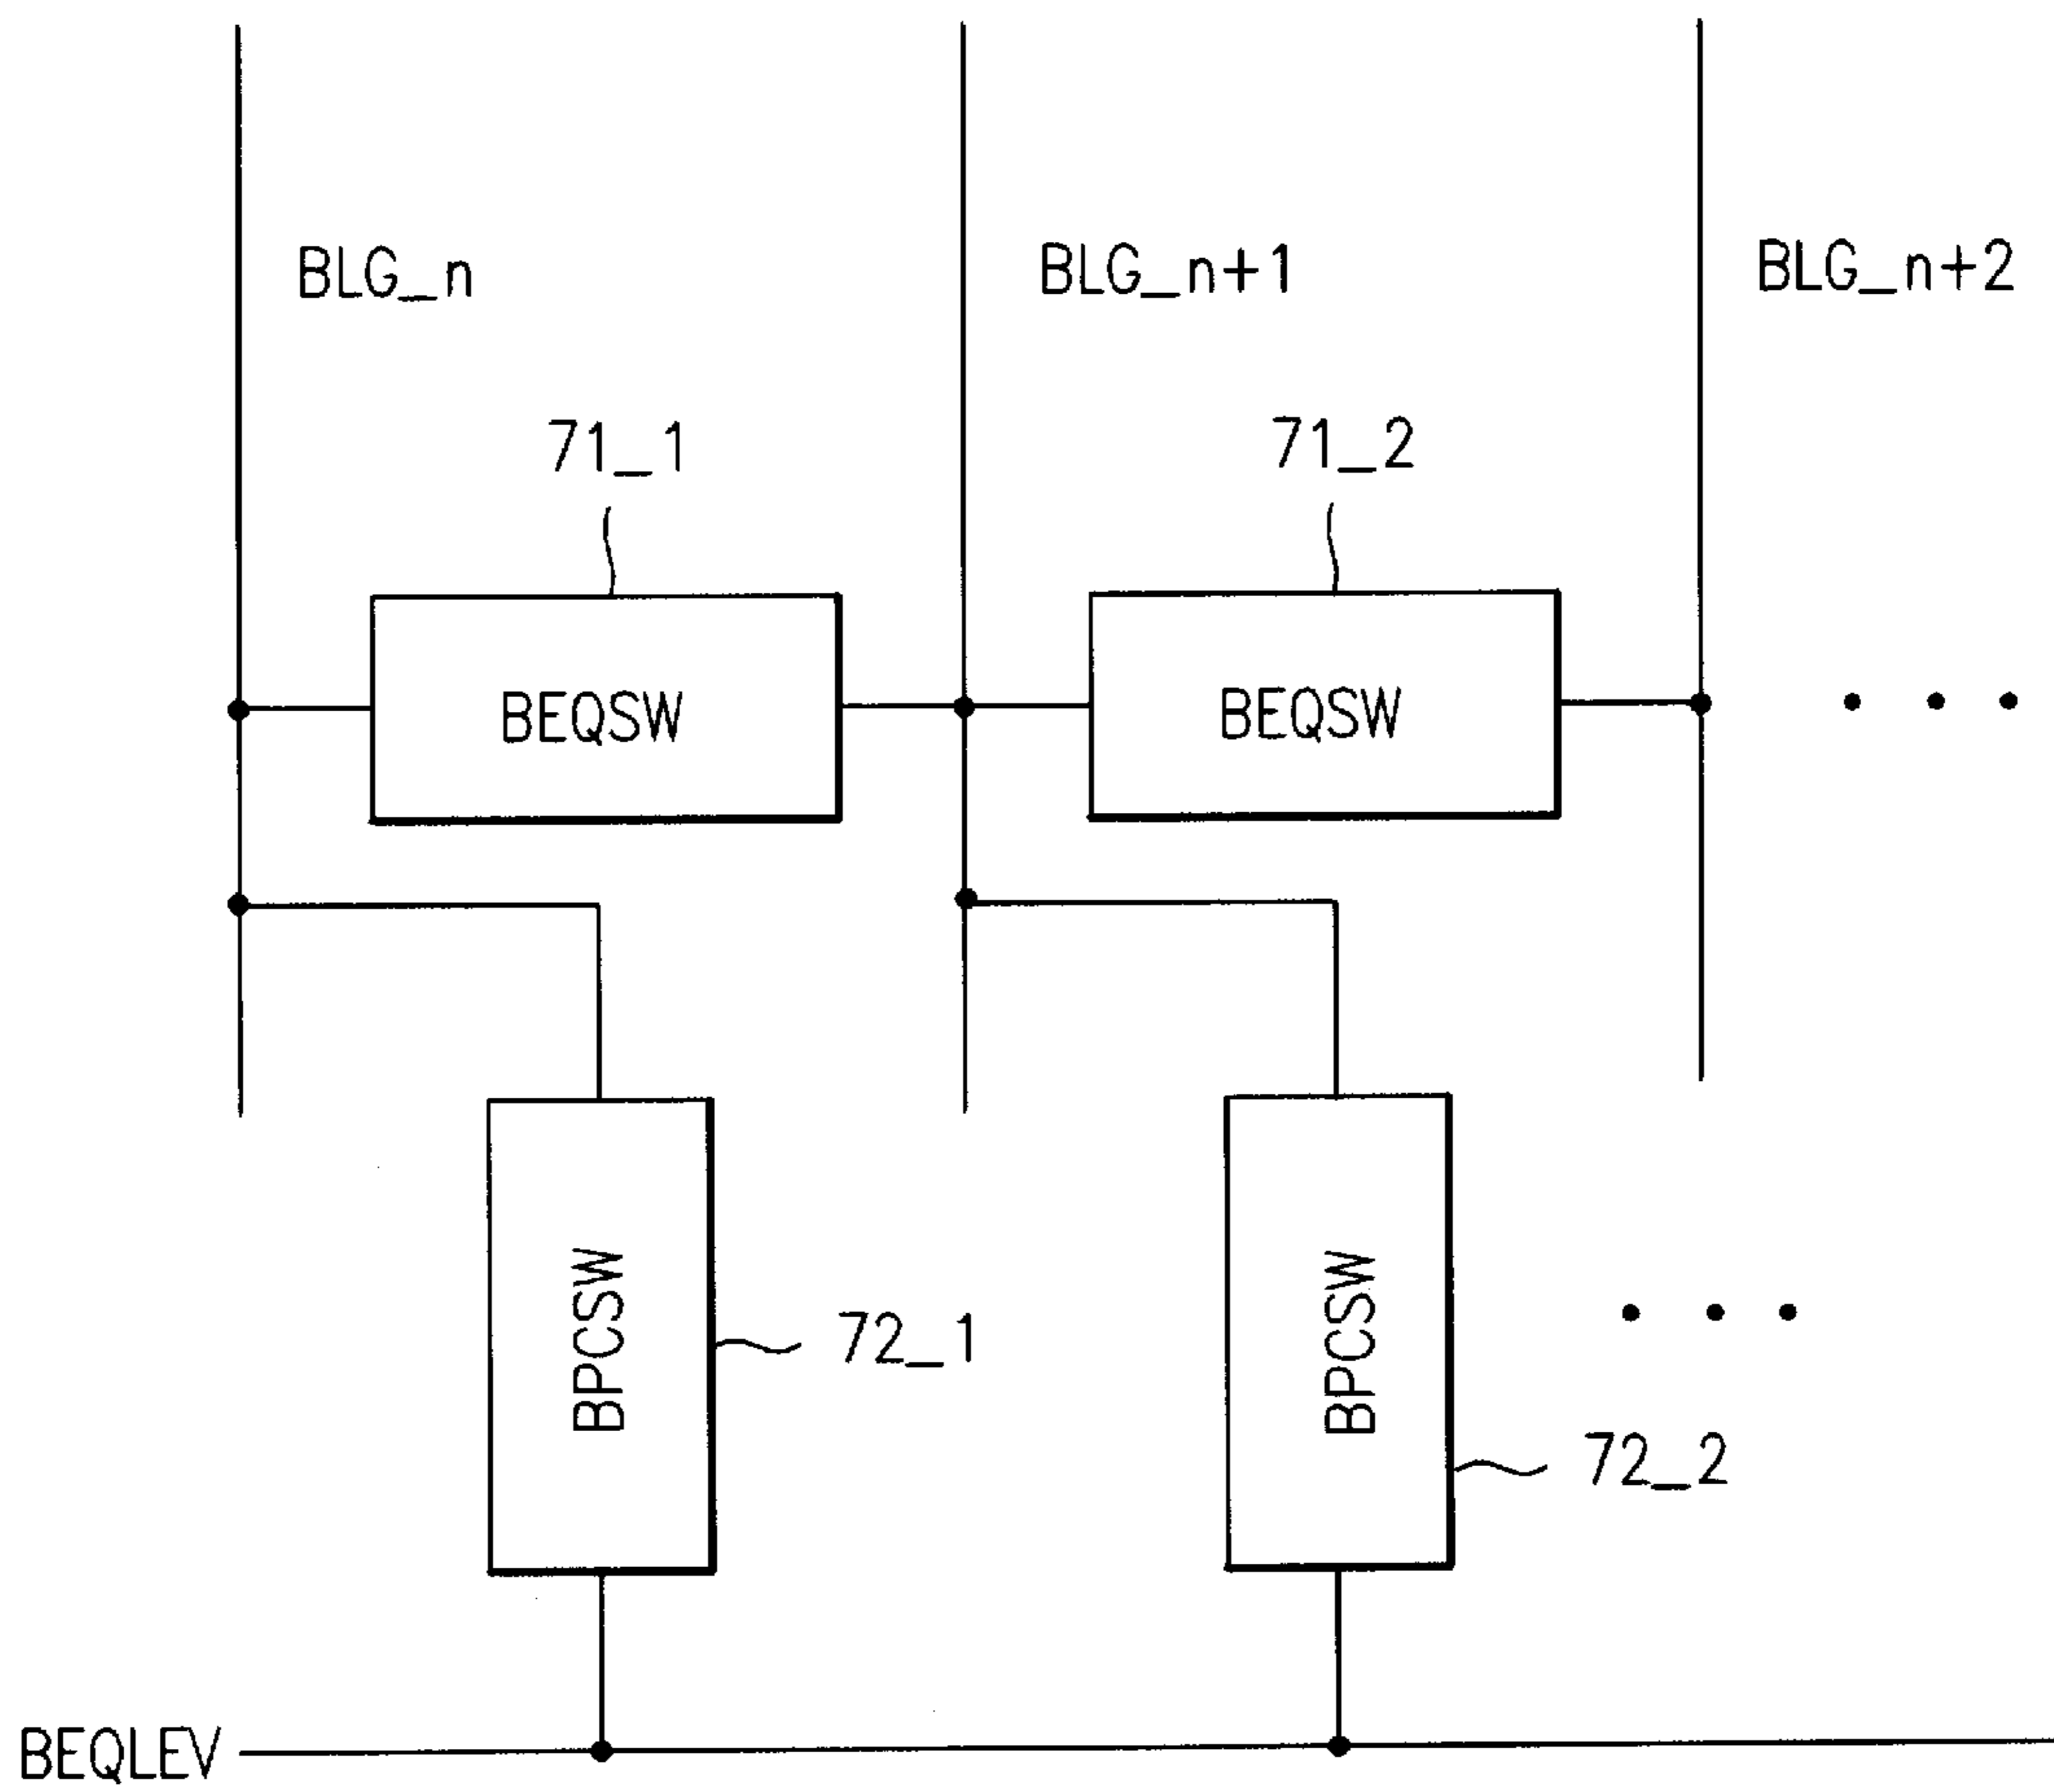 BLG_n
BLG_n+1
BLG_n+2
71_1
71_2
BEQSW
BEQSW
BPCSW
72_1
BPCSW
72_2
BEQLEV